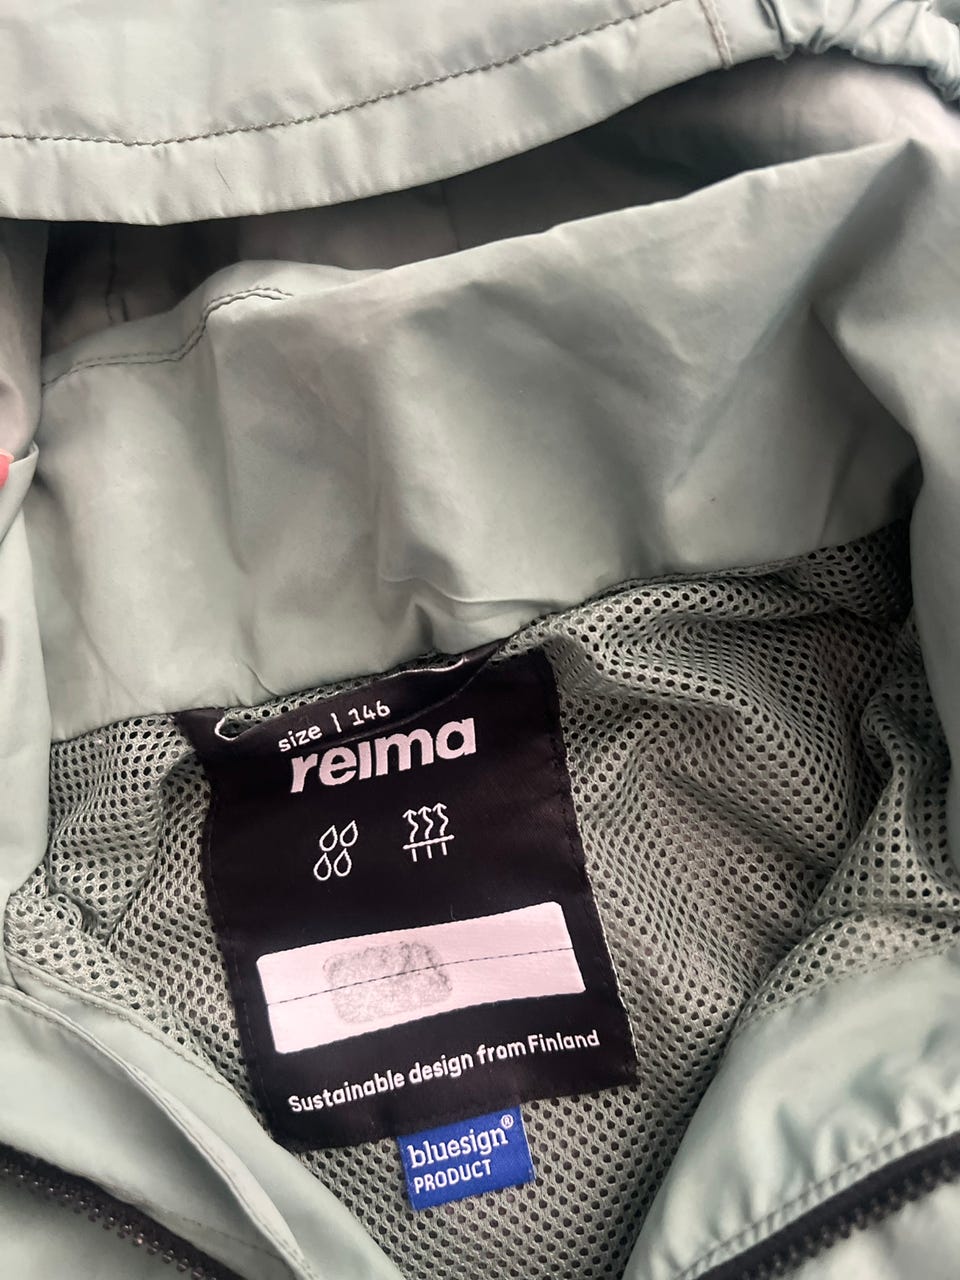 size | 146
reima
Sustainable design from Finland
bluesign®
PRODUCT